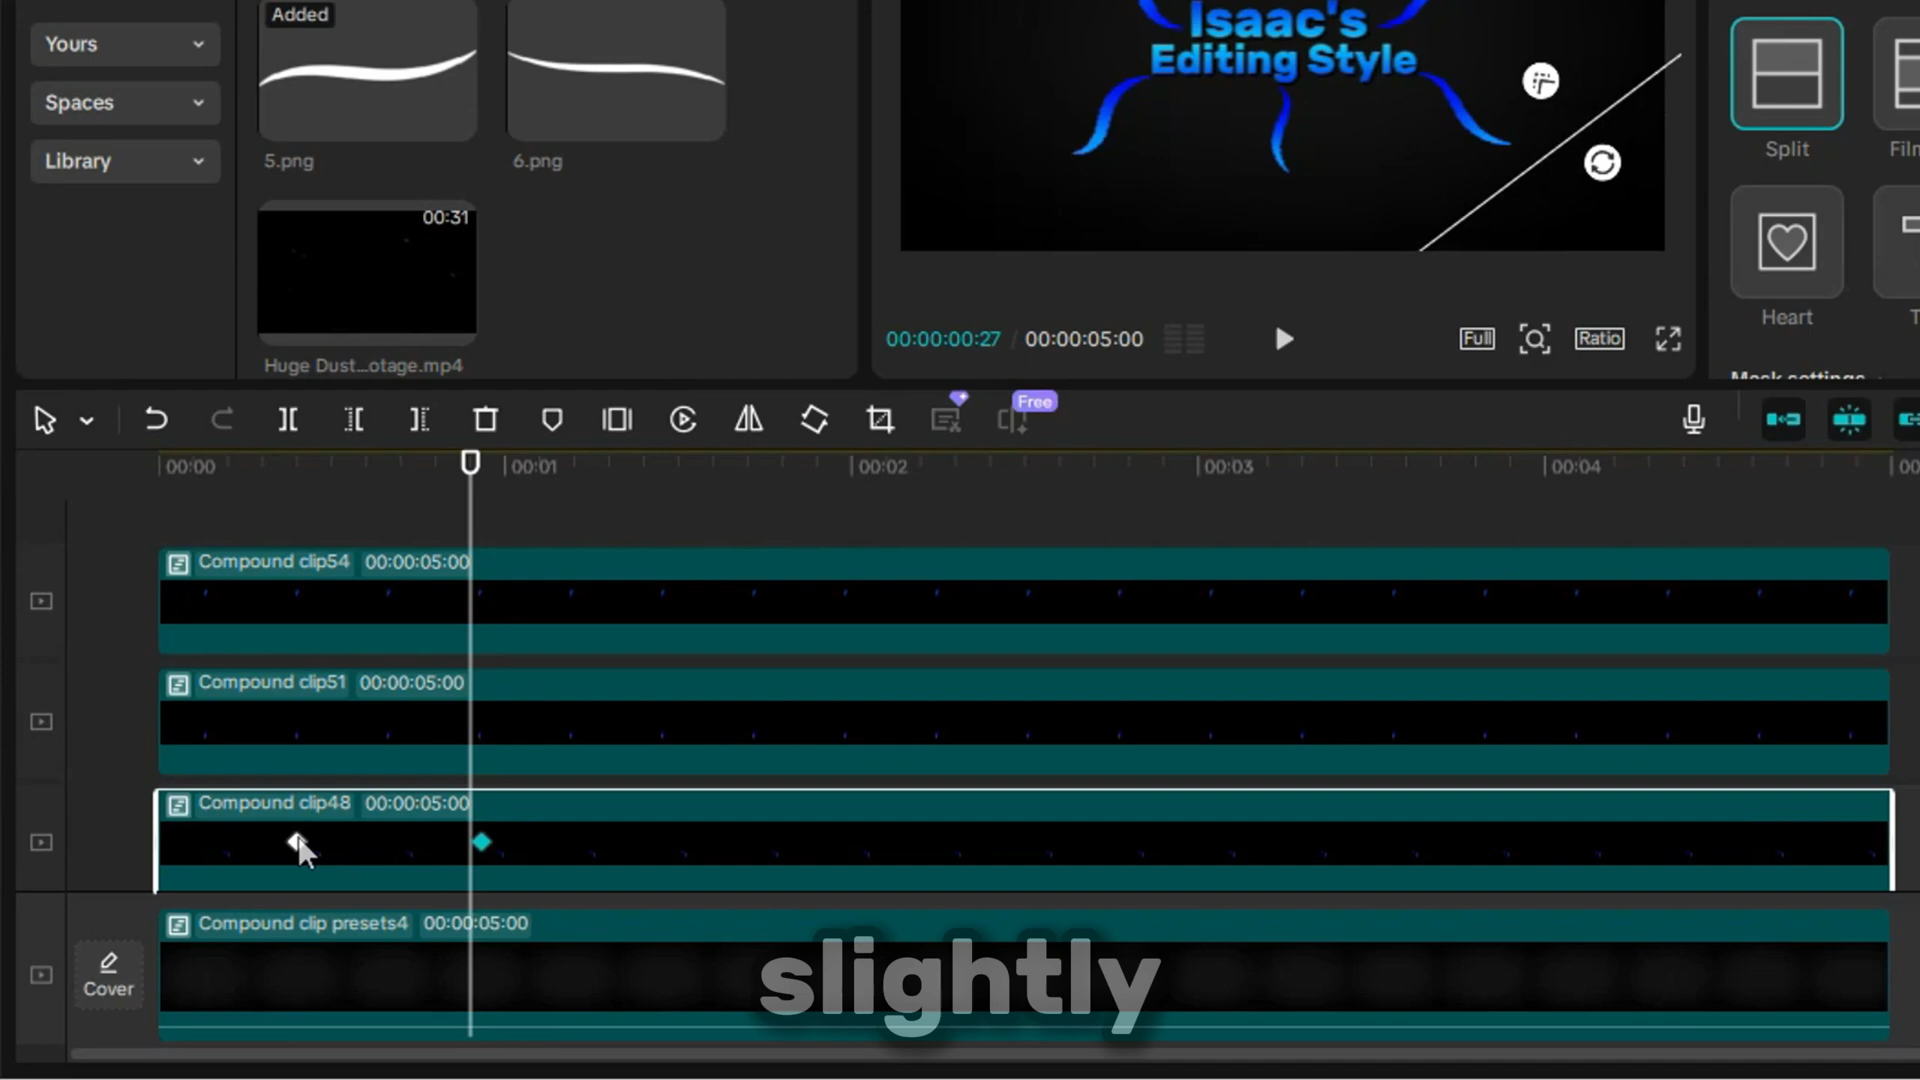 Added
Yours
Spaces
Library
5.png
6.png
00:31
Huge Dust...otage.mp4
Isaac's
Editing Style
00:00:00:27 / 00:00:05:00
Full
Ratio
Split
Heart
Mask settings
Free
00:00
00:01
00:02
00:03
00:04
Compound clip54 00:00:05:00
Compound clip51 00:00:05:00
Compound clip48 00:00:05:00
Compound clip presets4 00:00:05:00
Cover
slightly